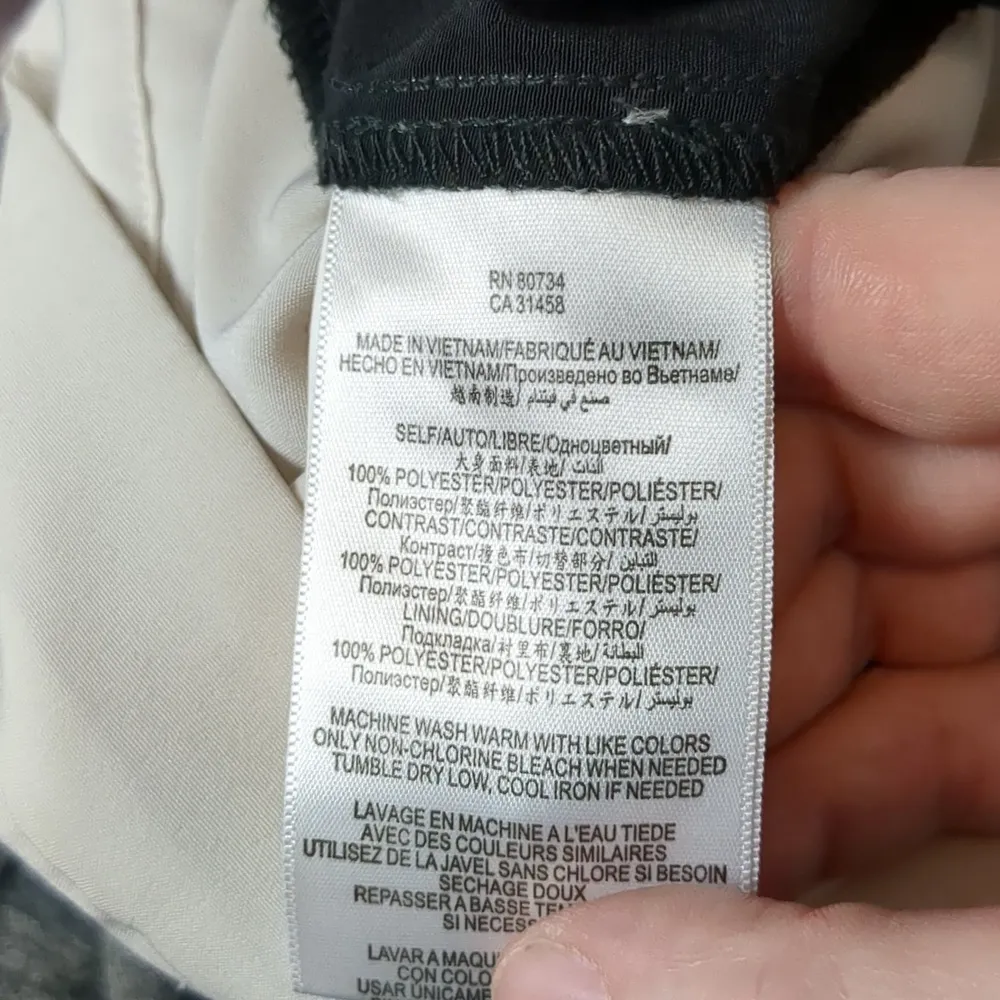 RN 80734
CA 31458
MADE IN VIETNAM/FABRIQUÉ AU VIETNAM/
HECHO EN VIETNAM/Произведено во Вьетнаме/
越南制造/ صنع في فيتنام
SELF/AUTO/LIBRE/Одноцветный/
大身面料/表地/ الذات
100% POLYESTER/POLYESTER/POLIÉSTER/
Полиэстер/聚酯纤维/ポリエステル/ بوليستر
CONTRAST/CONTRASTE/CONTRASTE/
Контраст/撞色布/切替部分/ التباين
100% POLYESTER/POLYESTER/POLIÉSTER/
Полиэстер/聚酯纤维/ポリエステル/ بوليستر
LINING/DOUBLURE/FORRO/
Подкладка/衬里布/裏地/ البطانة
100% POLYESTER/POLYESTER/POLIÉSTER/
Полиэстер/聚酯纤维/ポリエステル/ بوليستر
MACHINE WASH WARM WITH LIKE COLORS
ONLY NON-CHLORINE BLEACH WHEN NEEDED
TUMBLE DRY LOW, COOL IRON IF NEEDED
LAVAGE EN MACHINE A L'EAU TIEDE
AVEC DES COULEURS SIMILAIRES
UTILISEZ DE LA JAVEL SANS CHLORE SI BESOIN
SECHAGE DOUX
REPASSER A BASSE
SI
LAVAR A
CON
USAR